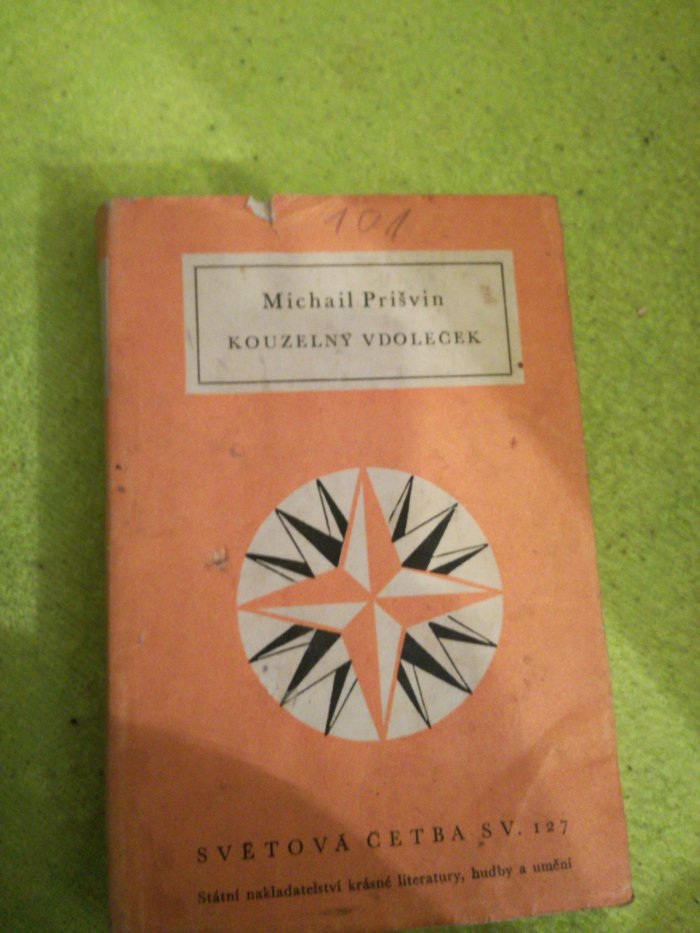 101
Michail Prišvin
KOUZELNÝ VDOLEČEK
SVĚTOVÁ ČETBA SV. 127
Státní nakladatelství krásné literatury, hudby a umění